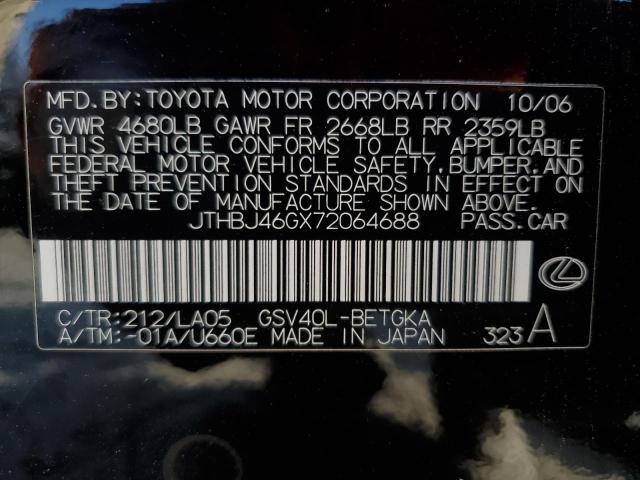 MFD. BY: TOYOTA MOTOR CORPORATION 10/06
GVWR 4680LB GAWR FR 2668LB RR 2359LB
THIS VEHICLE CONFORMS TO ALL APPLICABLE
FEDERAL MOTOR VEHICLE SAFETY, BUMPER, AND
THEFT PREVENTION STANDARDS IN EFFECT ON
THE DATE OF MANUFACTURE SHOWN ABOVE.
JTHBJ46GX72064688 PASS. CAR
C/TR: 212/LA05 GSV40L-BETGKA
A/TM: -01A/U660E MADE IN JAPAN 323 A